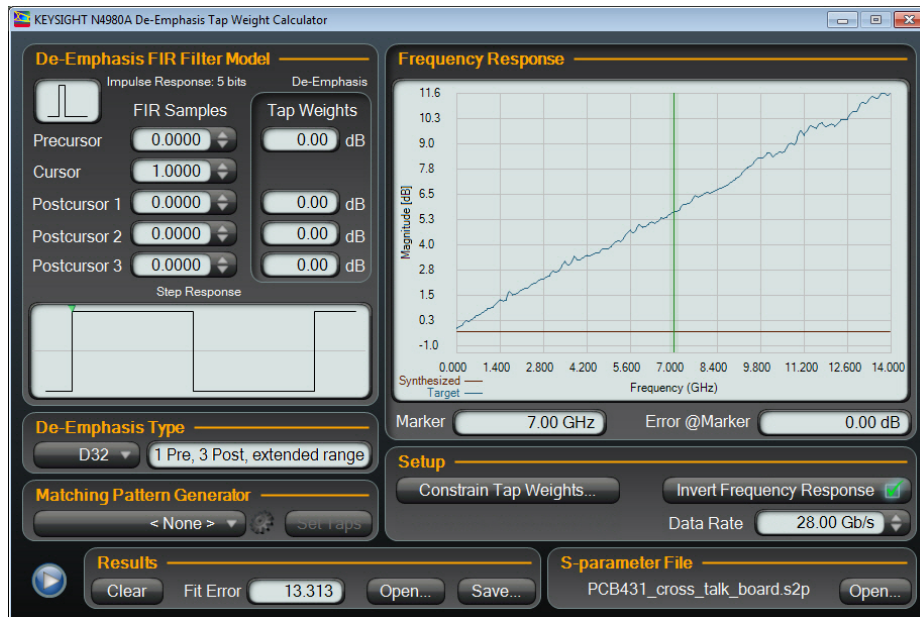 KEYSIGHT N4980A De-Emphasis Tap Weight Calculator
De-Emphasis FIR Filter Model
Impulse Response: 5 bits
De-Emphasis
FIR Samples
Tap Weights
Precursor 0.0000 0.00 dB
Cursor 1.0000
Postcursor 1 0.0000 0.00 dB
Postcursor 2 0.0000 0.00 dB
Postcursor 3 0.0000 0.00 dB
Step Response
De-Emphasis Type
D32 1 Pre, 3 Post, extended range
Matching Pattern Generator
< None > Set Taps
Frequency Response
Magnitude [dB]
11.6
10.3
9.0
7.8
6.5
5.3
4.0
2.8
1.5
0.3
-1.0
0.000 1.400 2.800 4.200 5.600 7.000 8.400 9.800 11.200 12.600 14.000
Synthesized
Target
Frequency (GHz)
Marker 7.00 GHz Error @Marker 0.00 dB
Setup
Constrain Tap Weights... Invert Frequency Response
Data Rate 28.00 Gb/s
Results
Clear Fit Error 13.313 Open... Save...
S-parameter File
PCB431_cross_talk_board.s2p Open...